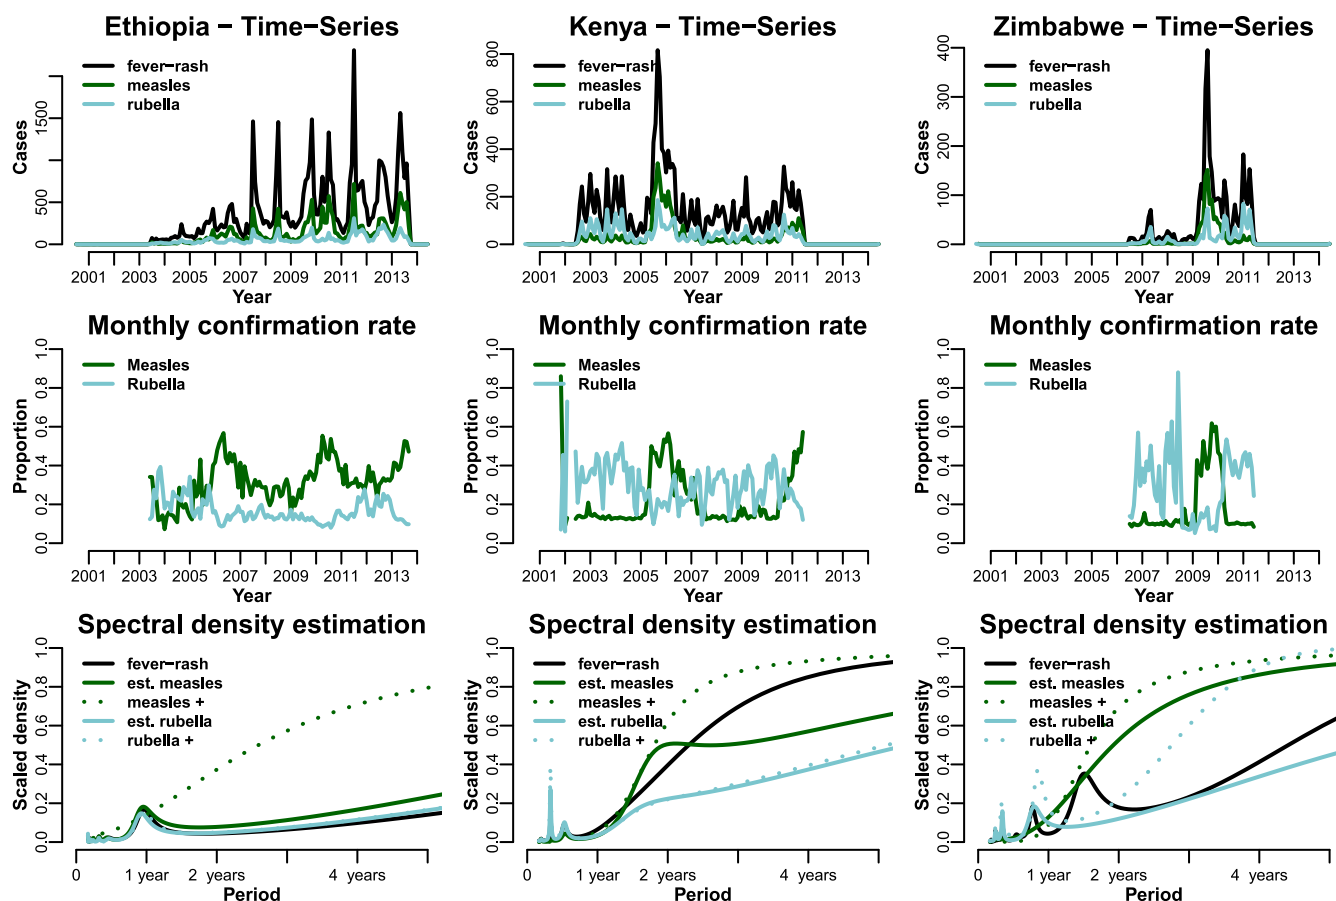 Ethiopia − Time−Series
Kenya − Time−Series
Zimbabwe − Time−Series
fever−rash
measles
rubella
Cases
0
500
1500
2001
2003
2005
2007
2009
2011
2013
Year
fever−rash
measles
rubella
Cases
0
200
400
600
800
2001
2003
2005
2007
2009
2011
2013
Year
fever−rash
measles
rubella
Cases
0
100
200
300
400
2001
2003
2005
2007
2009
2011
2013
Year
Monthly confirmation rate
Monthly confirmation rate
Monthly confirmation rate
Measles
Rubella
Proportion
0.0
0.2
0.4
0.6
0.8
1.0
2001
2003
2005
2007
2009
2011
2013
Year
Measles
Rubella
Proportion
0.0
0.2
0.4
0.6
0.8
1.0
2001
2003
2005
2007
2009
2011
2013
Year
Measles
Rubella
Proportion
0.0
0.2
0.4
0.6
0.8
1.0
2001
2003
2005
2007
2009
2011
2013
Year
Spectral density estimation
Spectral density estimation
Spectral density estimation
fever−rash
est. measles
measles +
est. rubella
rubella +
Scaled density
0.0
0.2
0.4
0.6
0.8
1.0
0
1 year
2 years
4 years
Period
fever−rash
est. measles
measles +
est. rubella
rubella +
Scaled density
0.0
0.2
0.4
0.6
0.8
1.0
0
1 year
2 years
4 years
Period
fever−rash
est. measles
measles +
est. rubella
rubella +
Scaled density
0.0
0.2
0.4
0.6
0.8
1.0
0
1 year
2 years
4 years
Period